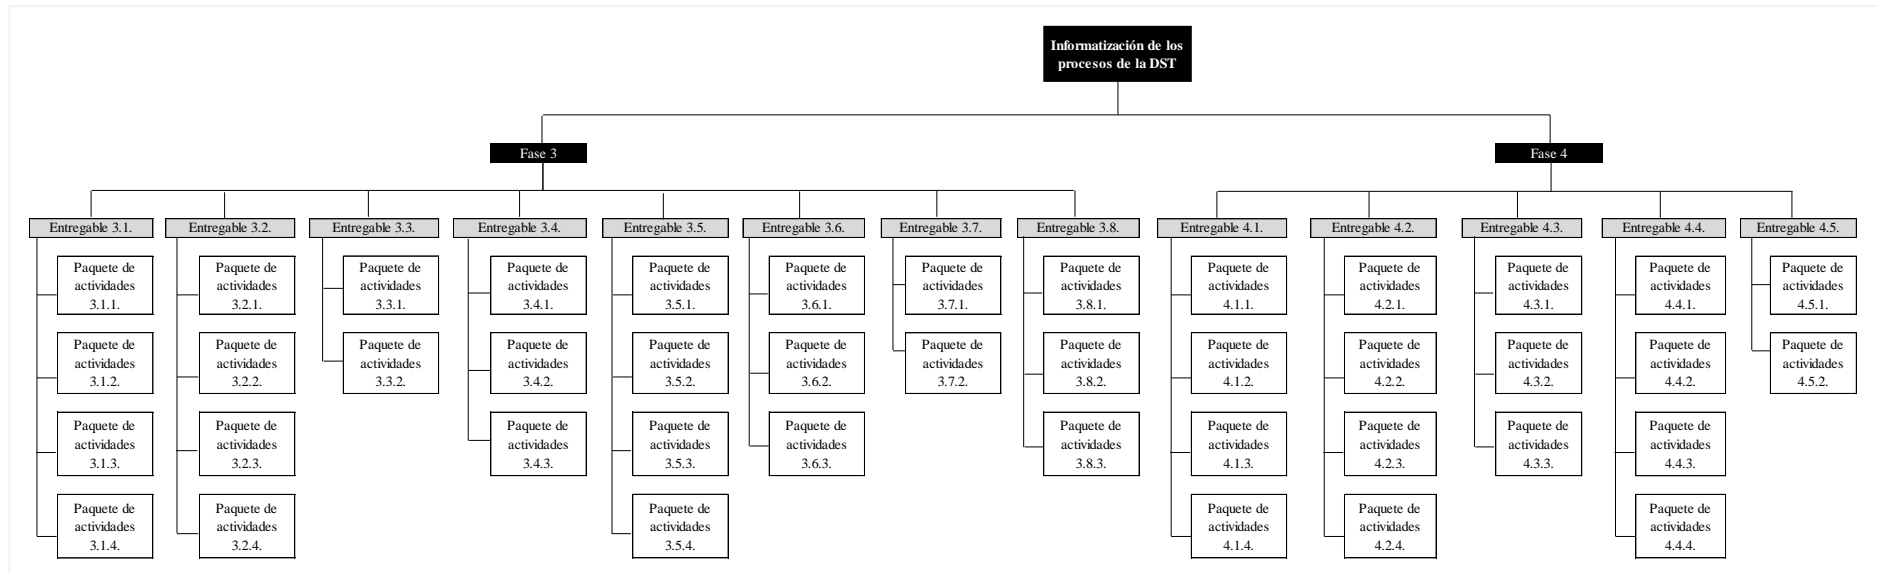 Informatización de los
procesos de la DST
Fase 3
Fase 4
Entregable 3.1.
Entregable 3.2.
Entregable 3.3.
Entregable 3.4.
Entregable 3.5.
Entregable 3.6.
Entregable 3.7.
Entregable 3.8.
Entregable 4.1.
Entregable 4.2.
Entregable 4.3.
Entregable 4.4.
Entregable 4.5.
Paquete de
actividades
3.1.1.
Paquete de
actividades
3.2.1.
Paquete de
actividades
3.3.1.
Paquete de
actividades
3.4.1.
Paquete de
actividades
3.5.1.
Paquete de
actividades
3.6.1.
Paquete de
actividades
3.7.1.
Paquete de
actividades
3.8.1.
Paquete de
actividades
4.1.1.
Paquete de
actividades
4.2.1.
Paquete de
actividades
4.3.1.
Paquete de
actividades
4.4.1.
Paquete de
actividades
4.5.1.
Paquete de
actividades
3.1.2.
Paquete de
actividades
3.2.2.
Paquete de
actividades
3.3.2.
Paquete de
actividades
3.4.2.
Paquete de
actividades
3.5.2.
Paquete de
actividades
3.6.2.
Paquete de
actividades
3.7.2.
Paquete de
actividades
3.8.2.
Paquete de
actividades
4.1.2.
Paquete de
actividades
4.2.2.
Paquete de
actividades
4.3.2.
Paquete de
actividades
4.4.2.
Paquete de
actividades
4.5.2.
Paquete de
actividades
3.1.3.
Paquete de
actividades
3.2.3.
Paquete de
actividades
3.4.3.
Paquete de
actividades
3.5.3.
Paquete de
actividades
3.6.3.
Paquete de
actividades
3.8.3.
Paquete de
actividades
4.1.3.
Paquete de
actividades
4.2.3.
Paquete de
actividades
4.3.3.
Paquete de
actividades
4.4.3.
Paquete de
actividades
3.1.4.
Paquete de
actividades
3.2.4.
Paquete de
actividades
3.5.4.
Paquete de
actividades
4.1.4.
Paquete de
actividades
4.2.4.
Paquete de
actividades
4.4.4.